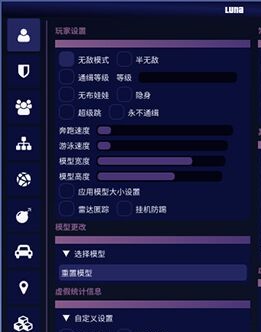 LUNA
玩家设置
无敌模式 半无敌
通缉等级 等级
无布娃娃 隐身
超级跳 永不通缉
奔跑速度
游泳速度
模型宽度
模型高度
应用模型大小设置
雷达匿踪 挂机防踢
模型更改
▼ 选择模型
重置模型
虚假统计信息
▼ 自定义设置